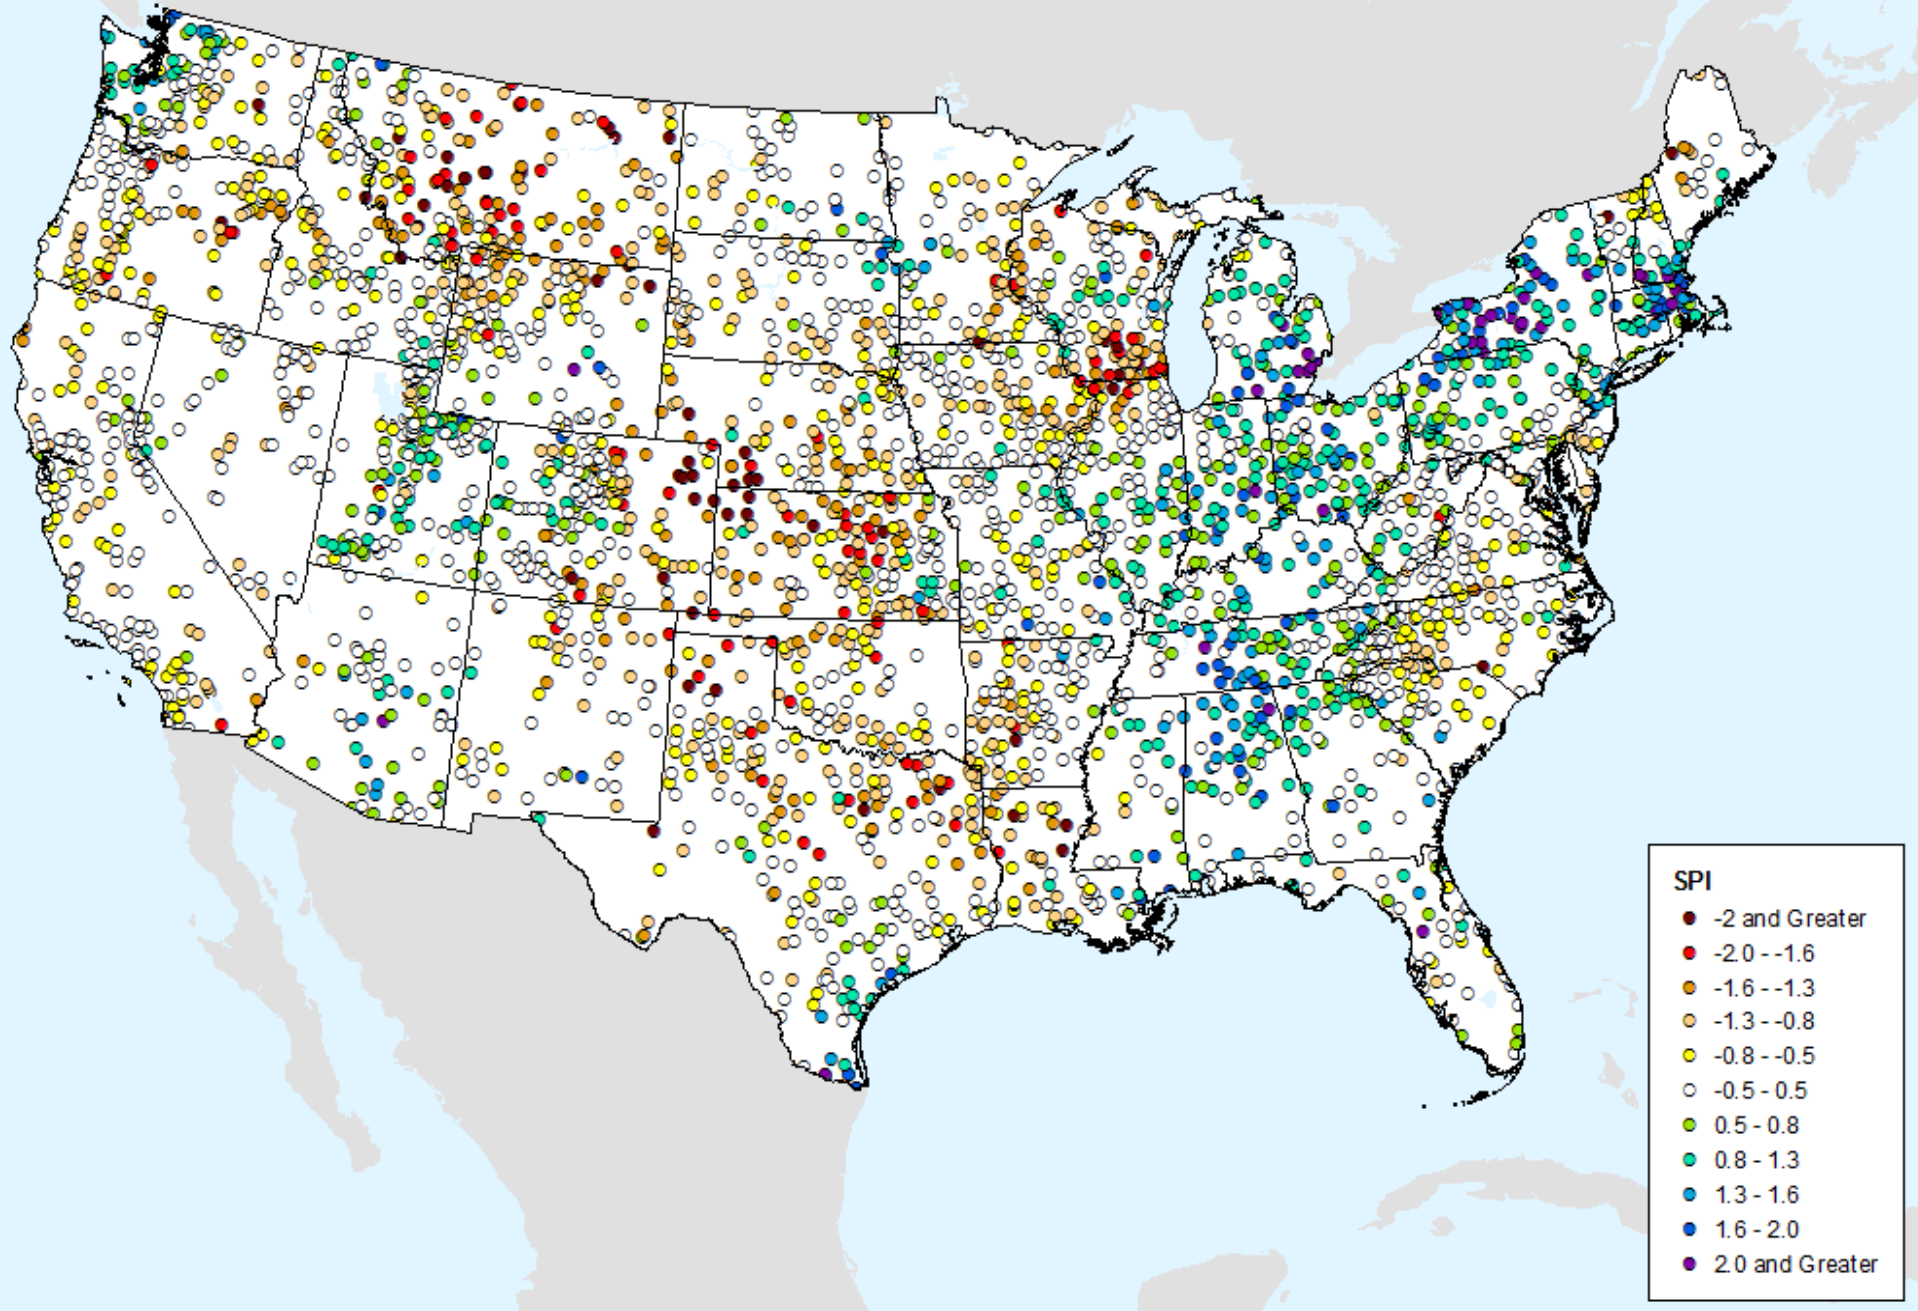 SPI
-2 and Greater
-2.0 - -1.6
-1.6 - -1.3
-1.3 - -0.8
-0.8 - -0.5
-0.5 - 0.5
0.5 - 0.8
0.8 - 1.3
1.3 - 1.6
1.6 - 2.0
2.0 and Greater